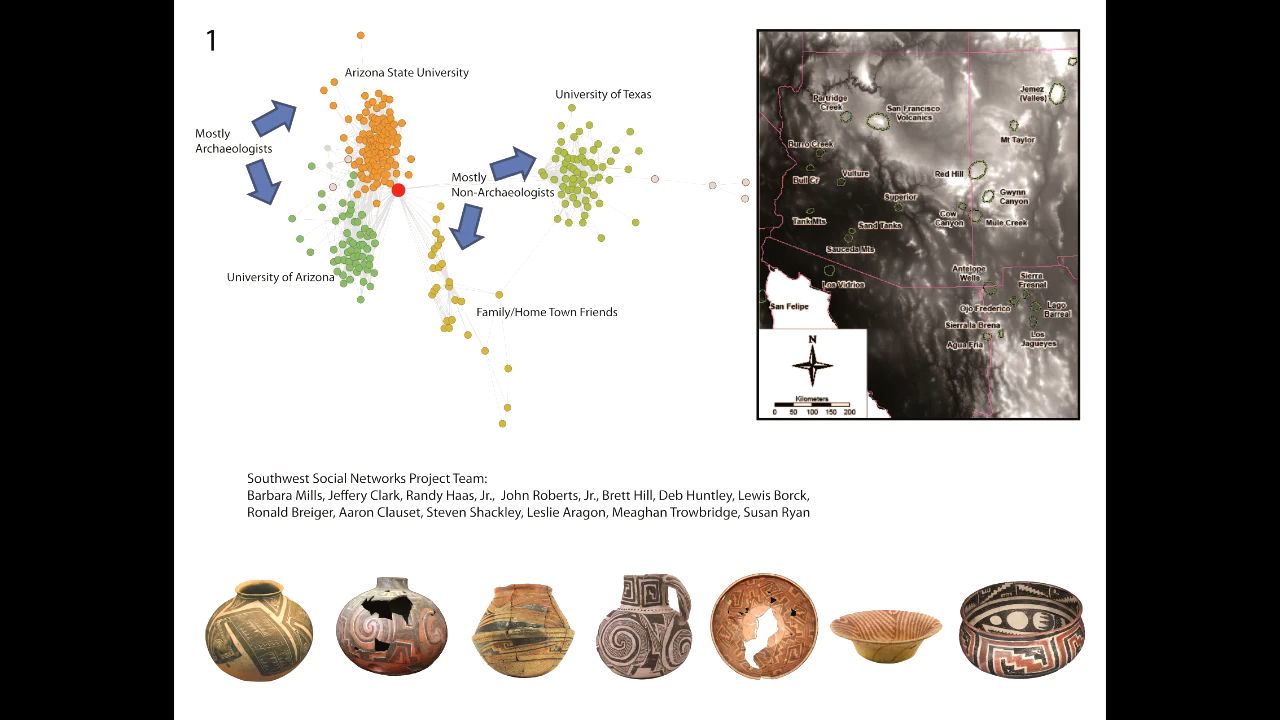 1
Arizona State University
University of Texas
Mostly
Archaeologists
Mostly
Non-Archaeologists
University of Arizona
Family/Home Town Friends
Jemez
(Valles)
Partridge
Creek
San Francisco
Volcanics
Mt Taylor
Burro Creek
Bull Cr
Vulture
Red Hill
Superior
Gwynn
Canyon
Cow
Canyon
Mule Creek
Tank Mts
Sand Tanks
Sauceda Mts
Antelope
Wells
Sierra
Fresnal
Los Vidrios
San Felipe
Ojo Frederico
Lago
Barreal
Sierraila Brena
Los
Jagueyes
Agua Fria
N
Kilometers
0 50 100 150 200
Southwest Social Networks Project Team:
Barbara Mills, Jeffery Clark, Randy Haas, Jr., John Roberts, Jr., Brett Hill, Deb Huntley, Lewis Borck,
Ronald Breiger, Aaron Clauset, Steven Shackley, Leslie Aragon, Meaghan Trowbridge, Susan Ryan